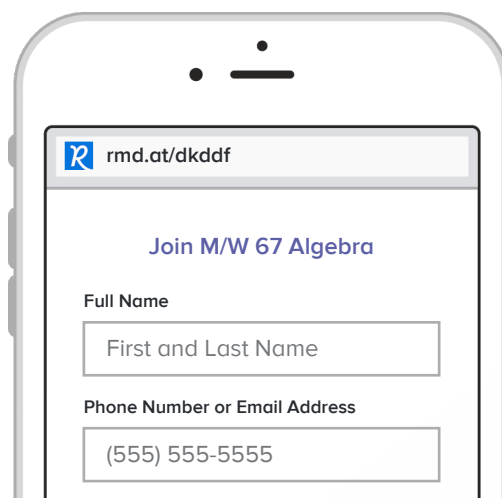 rmd.at/dkddf
Join M/W 67 Algebra
Full Name
First and Last Name
Phone Number or Email Address
(555) 555-5555